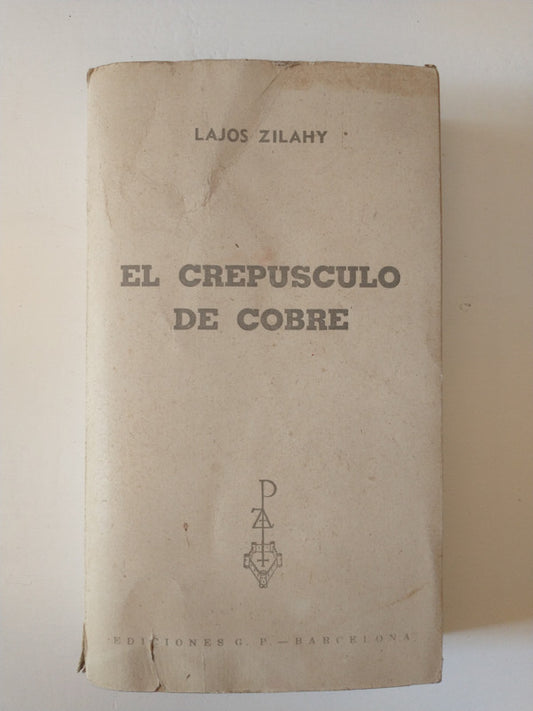 LAJOS ZILAHY
EL CREPUSCULO
DE COBRE
P
Z
EDICIONES G. P. — BARCELONA